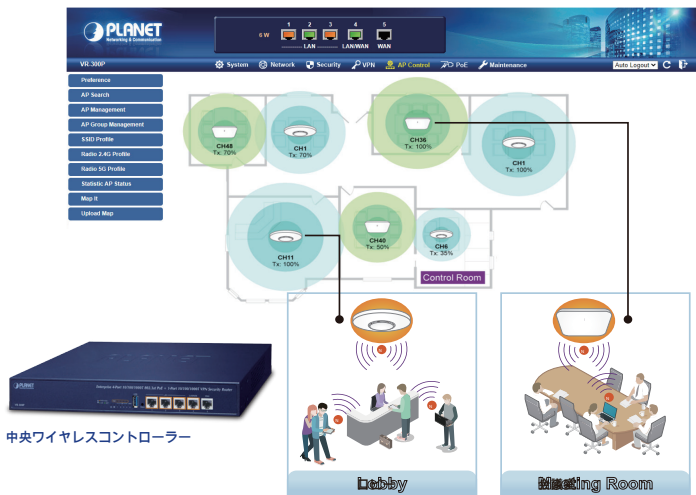 PLANET
Networking & Communication
1 2 3 4 5
6 W
LAN LAN/WAN WAN
VR-300P
System Network Security VPN AP Control PoE Maintenance
Auto Logout
Preference
AP Search
AP Management
AP Group Management
SSID Profile
Radio 2.4G Profile
Radio 5G Profile
Statistic AP Status
Map It
Upload Map
CH48
Tx: 70%
CH1
Tx: 70%
CH36
Tx: 100%
CH1
Tx: 100%
CH11
Tx: 100%
CH40
Tx: 50%
CH6
Tx: 35%
Control Room
PLANET
中央ワイヤレスコントローラー
Lobby
Meeting Room